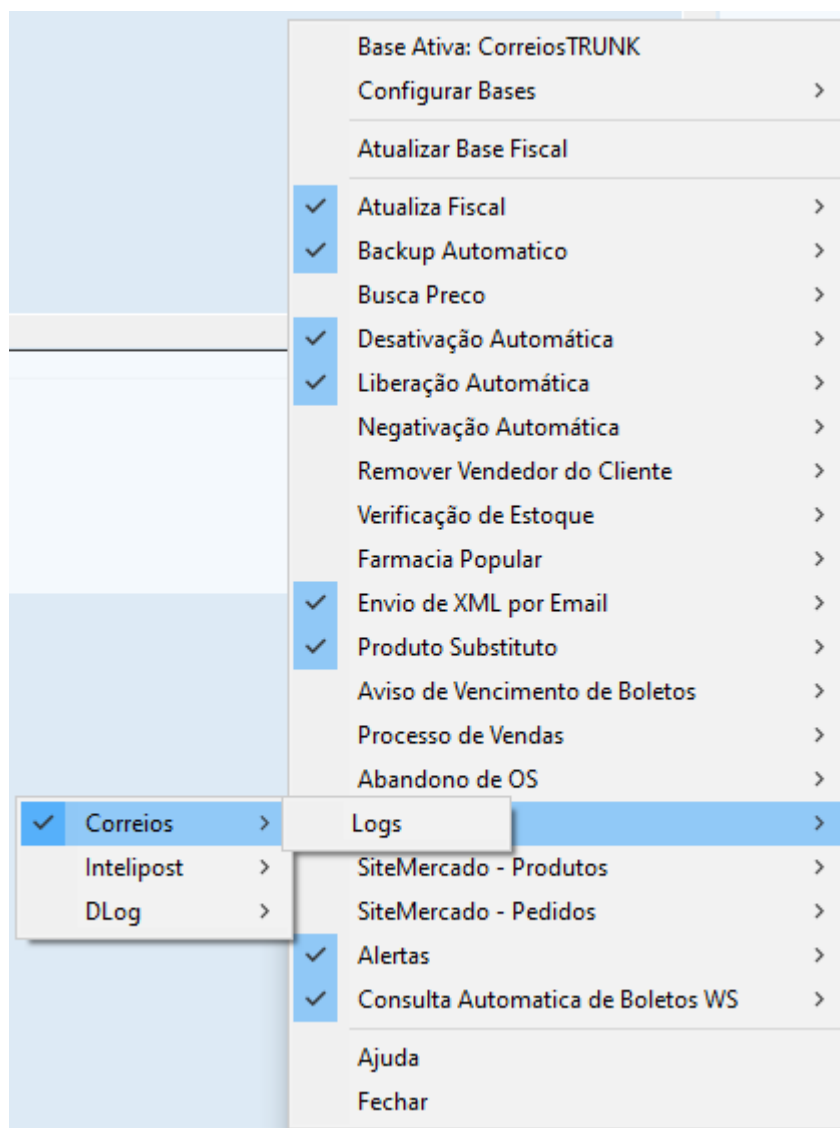 Base Ativa: CorreiosTRUNK
Configurar Bases
Atualizar Base Fiscal
Atualiza Fiscal
Backup Automatico
Busca Preco
Desativação Automática
Liberação Automática
Negativação Automática
Remover Vendedor do Cliente
Verificação de Estoque
Farmacia Popular
Envio de XML por Email
Produto Substituto
Aviso de Vencimento de Boletos
Processo de Vendas
Abandono de OS
Correios
Logs
Intelipost
DLog
SiteMercado - Produtos
SiteMercado - Pedidos
Alertas
Consulta Automatica de Boletos WS
Ajuda
Fechar